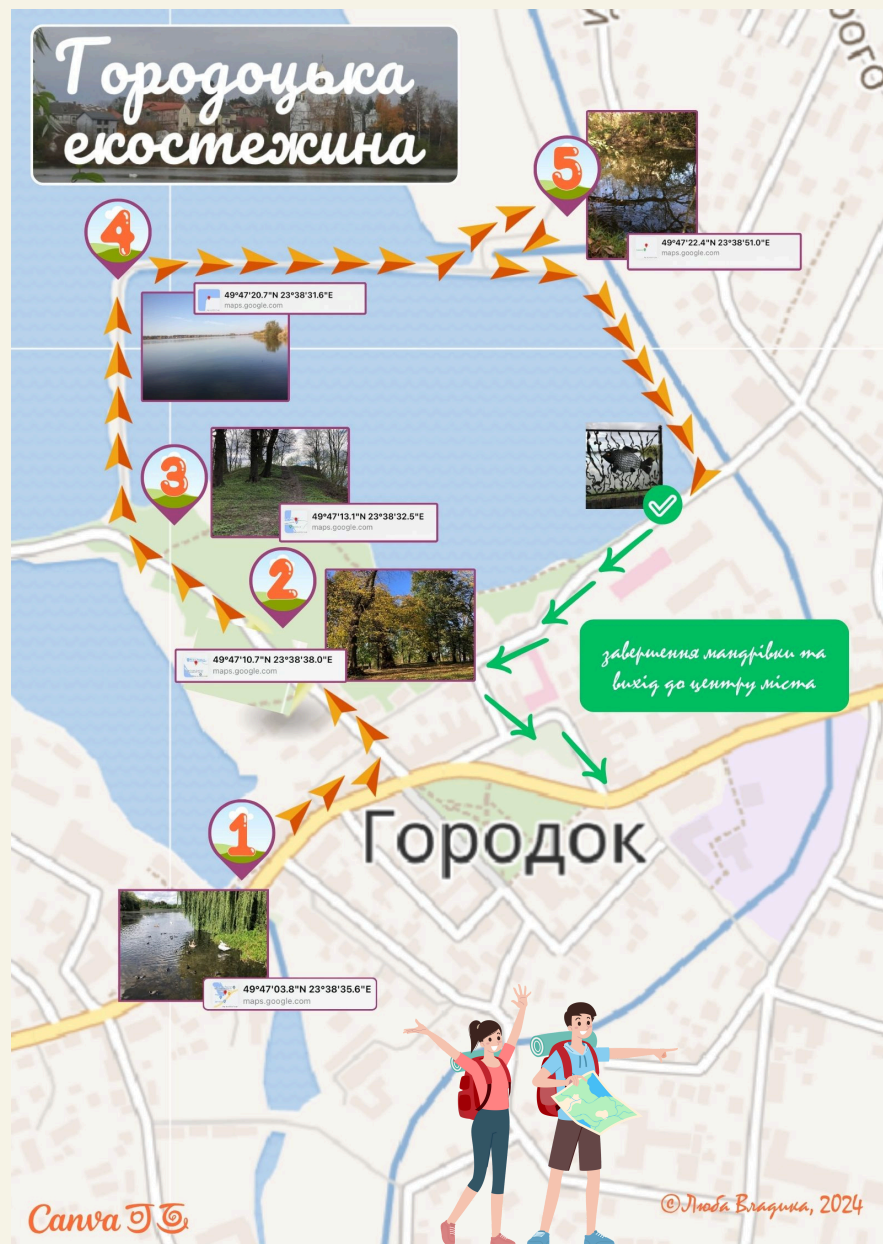 Городоцька
екостежина
5
49°47'22.4"N 23°38'51.0"E
maps.google.com
4
49°47'20.7"N 23°38'31.6"E
maps.google.com
3
49°47'13.1"N 23°38'32.5"E
maps.google.com
2
49°47'10.7"N 23°38'38.0"E
maps.google.com
завершення мандрівки та
вихід до центру міста
1
Городок
49°47'03.8"N 23°38'35.6"E
maps.google.com
Canva
©Люба Владика, 2024